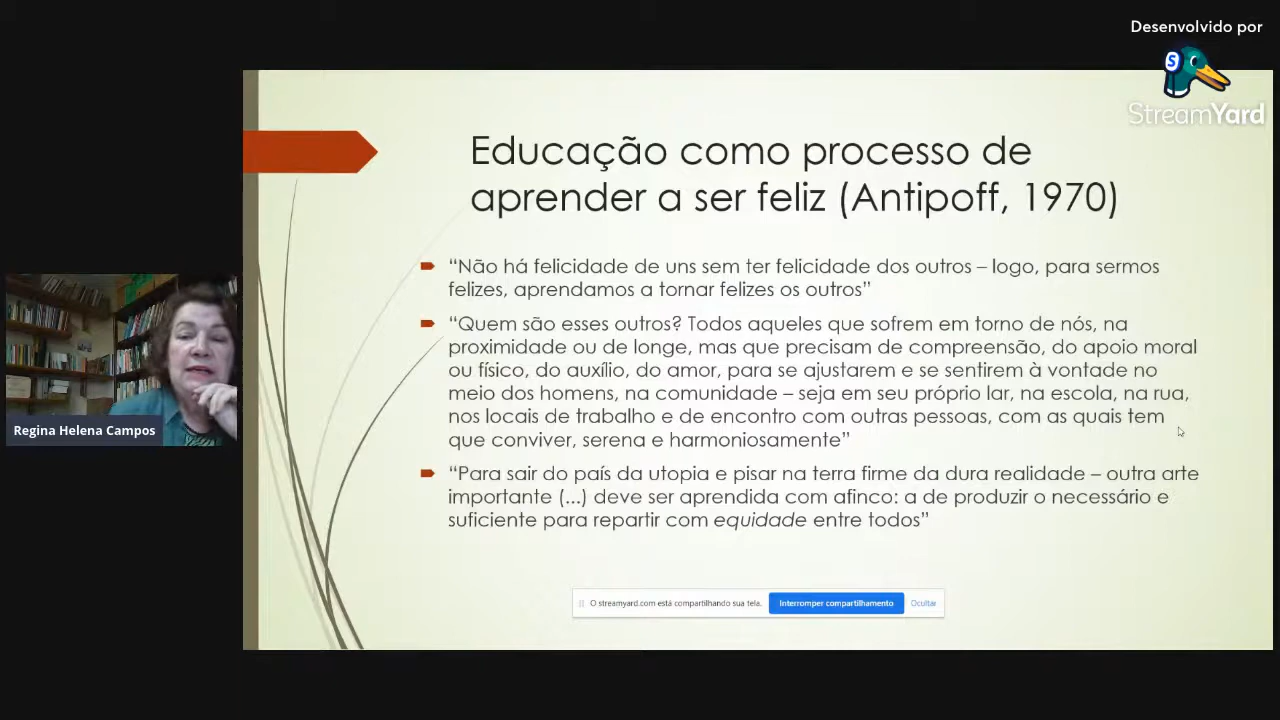 Desenvolvido por
StreamYard
Educação como processo de
aprender a ser feliz (Antipoff, 1970)
“Não há felicidade de uns sem ter felicidade dos outros – logo, para sermos
felizes, aprendamos a tornar felizes os outros”
“Quem são esses outros? Todos aqueles que sofrem em torno de nós, na
proximidade ou de longe, mas que precisam de compreensão, do apoio moral
ou físico, do auxílio, do amor, para se ajustarem e se sentirem à vontade no
meio dos homens, na comunidade – seja em seu próprio lar, na escola, na rua,
nos locais de trabalho e de encontro com outras pessoas, com as quais tem
que conviver, serena e harmoniosamente”
“Para sair do país da utopia e pisar na terra firme da dura realidade – outra arte
importante (...) deve ser aprendida com afinco: a de produzir o necessário e
suficiente para repartir com equidade entre todos”
Regina Helena Campos
O streamyard.com está compartilhando sua tela. Interromper compartilhamento Ocultar